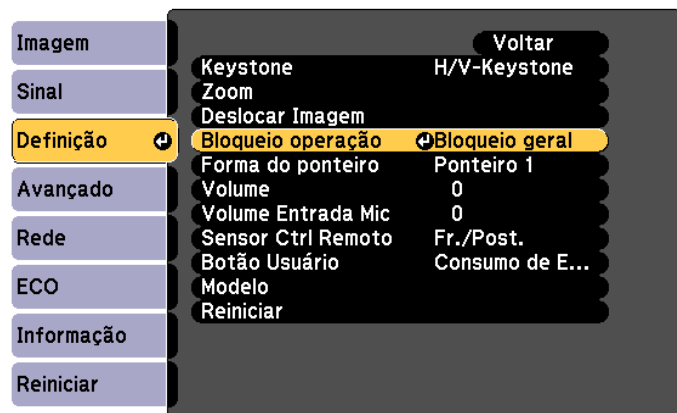 Imagem
Sinal
Definição
Avançado
Rede
ECO
Informação
Reiniciar
Voltar
Keystone H/V-Keystone
Zoom
Deslocar Imagem
Bloqueio operação Bloqueio geral
Forma do ponteiro Ponteiro 1
Volume 0
Volume Entrada Mic 0
Sensor Ctrl Remoto Fr./Post.
Botão Usuário Consumo de E...
Modelo
Reiniciar